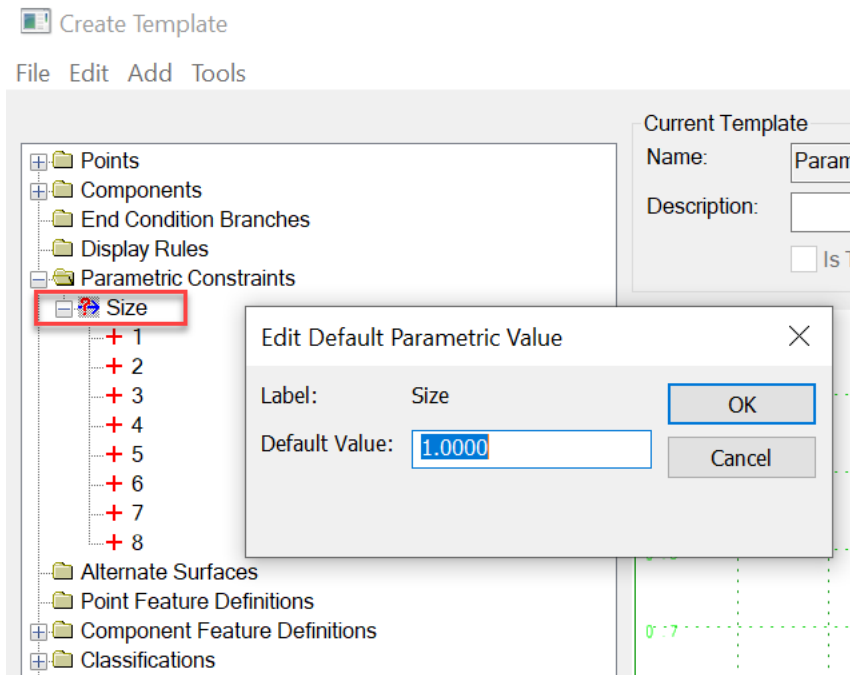 Create Template
File Edit Add Tools
Points
Components
End Condition Branches
Display Rules
Parametric Constraints
Size
1
2
3
4
5
6
7
8
Alternate Surfaces
Point Feature Definitions
Component Feature Definitions
Classifications
Current Template
Name: Param
Description:
Is
Edit Default Parametric Value
Label: Size
Default Value: 1.0000
OK
Cancel